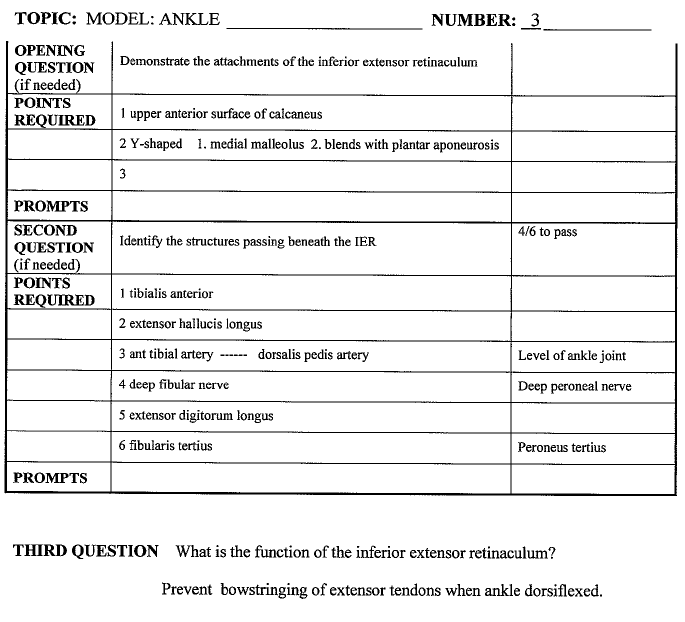 TOPIC: MODEL: ANKLE NUMBER: 3
OPENING QUESTION (if needed) Demonstrate the attachments of the inferior extensor retinaculum
POINTS REQUIRED 1 upper anterior surface of calcaneus
2 Y-shaped 1. medial malleolus 2. blends with plantar aponeurosis
3
PROMPTS
SECOND QUESTION (if needed) Identify the structures passing beneath the IER 4/6 to pass
POINTS REQUIRED 1 tibialis anterior
2 extensor hallucis longus
3 ant tibial artery ------ dorsalis pedis artery Level of ankle joint
4 deep fibular nerve Deep peroneal nerve
5 extensor digitorum longus
6 fibularis tertius Peroneus tertius
PROMPTS
THIRD QUESTION What is the function of the inferior extensor retinaculum?
Prevent bowstringing of extensor tendons when ankle dorsiflexed.